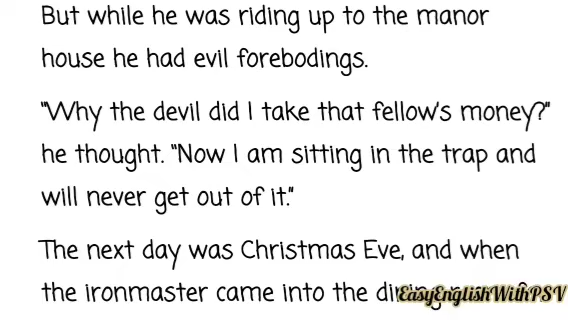 But while he was riding up to the manor
house he had evil forebodings.
"Why the devil did I take that fellow's money?"
he thought. "Now I am sitting in the trap and
will never get out of it."
The next day was Christmas Eve, and when
the ironmaster came into the
EasyEnglishWithPSV